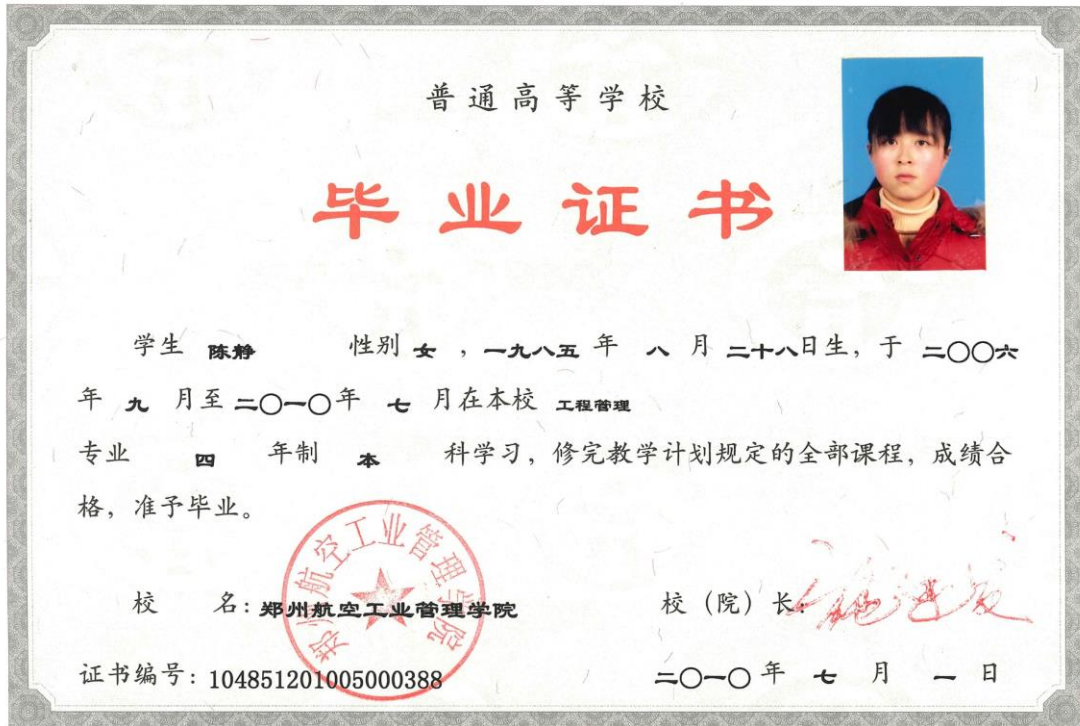 普通高等学校
毕业证书
学生 陈静 性别 女 ，一九八五 年 八 月 二十八日生，于 二〇〇六
年 九 月至 二〇一〇年 七 月在本校 工程管理
专业 四 年制 本 科学习，修完教学计划规定的全部课程，成绩合
格，准予毕业。
郑州航空工业管理学院
校 名：郑州航空工业管理学院 校（院）长：
证书编号：104851201005000388 二〇一〇 年 七 月 一 日